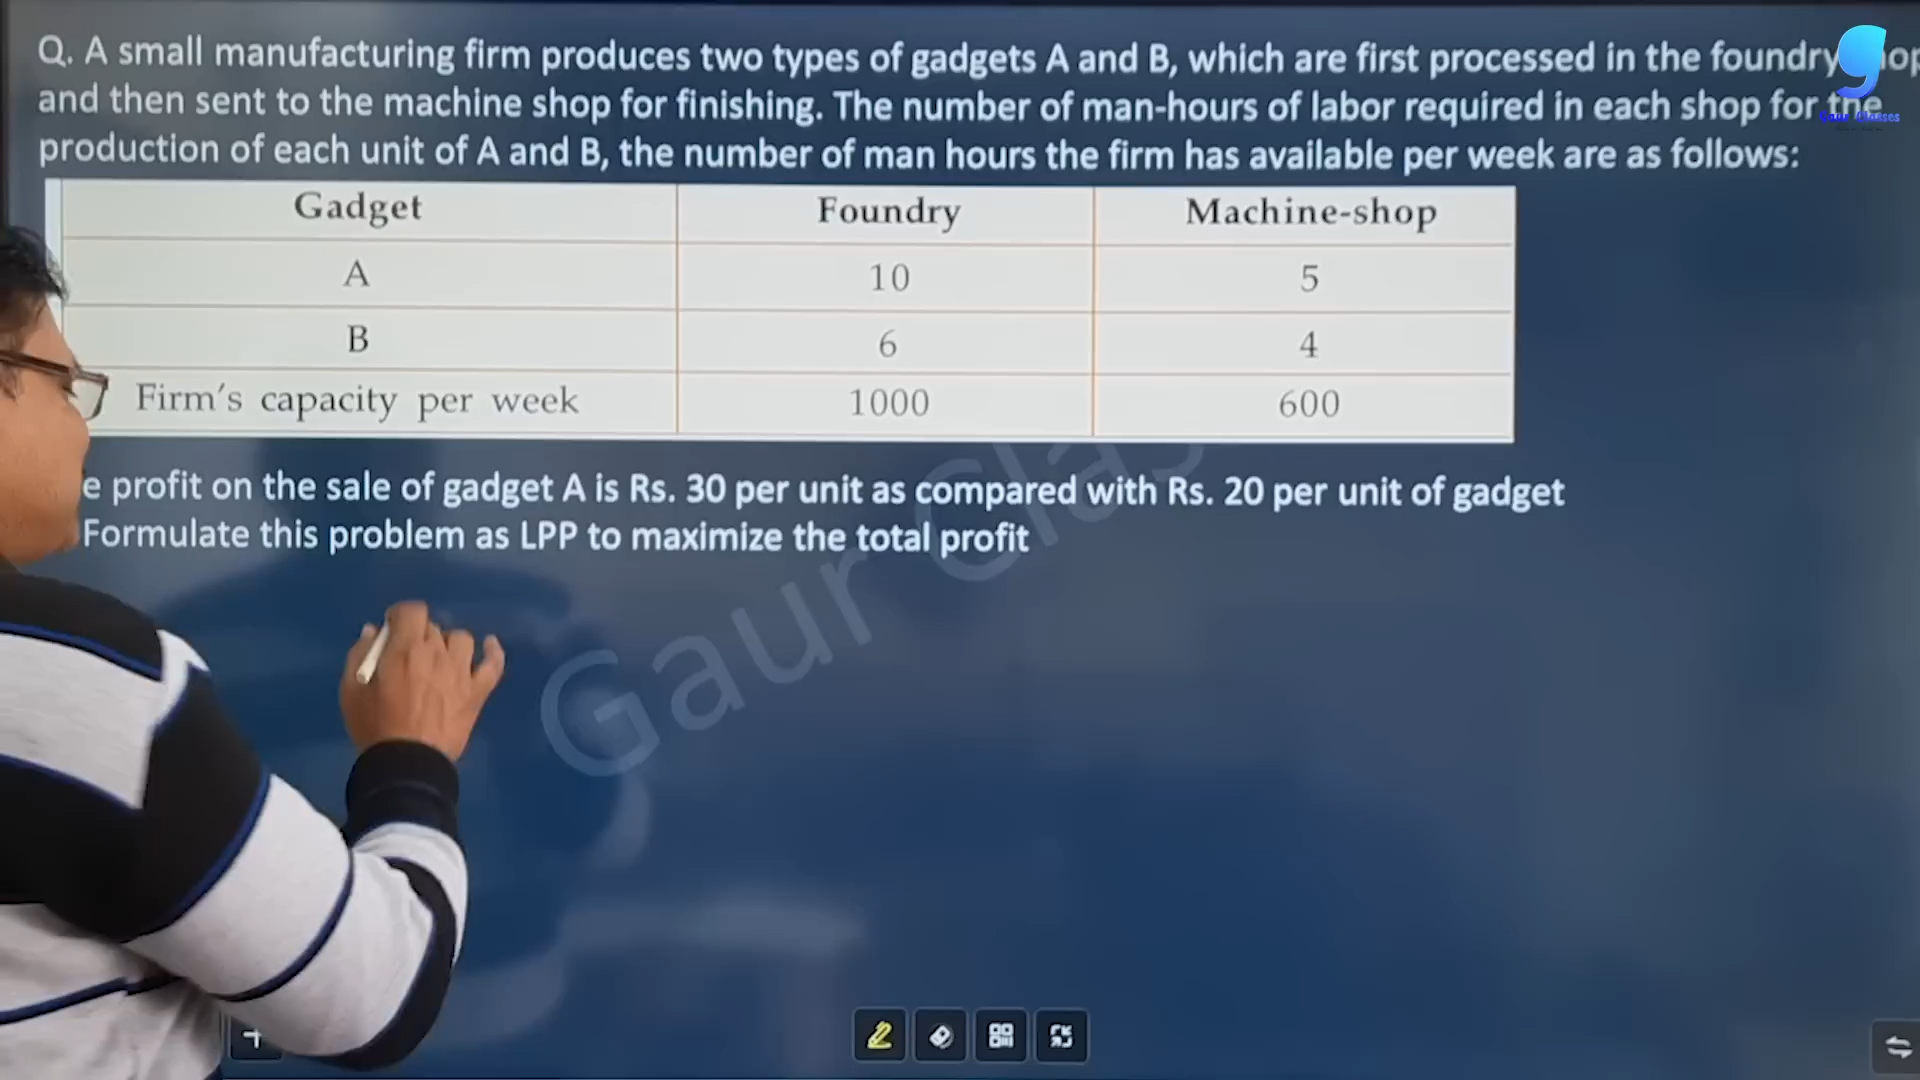 Q. A small manufacturing firm produces two types of gadgets A and B, which are first processed in the foundry
and then sent to the machine shop for finishing. The number of man-hours of labor required in each shop for the
production of each unit of A and B, the number of man hours the firm has available per week are as follows:
Gadget Foundry Machine-shop
A 10 5
B 6 4
Firm's capacity per week 1000 600
e profit on the sale of gadget A is Rs. 30 per unit as compared with Rs. 20 per unit of gadget
Formulate this problem as LPP to maximize the total profit
Gaur Clas
Gaur Classes